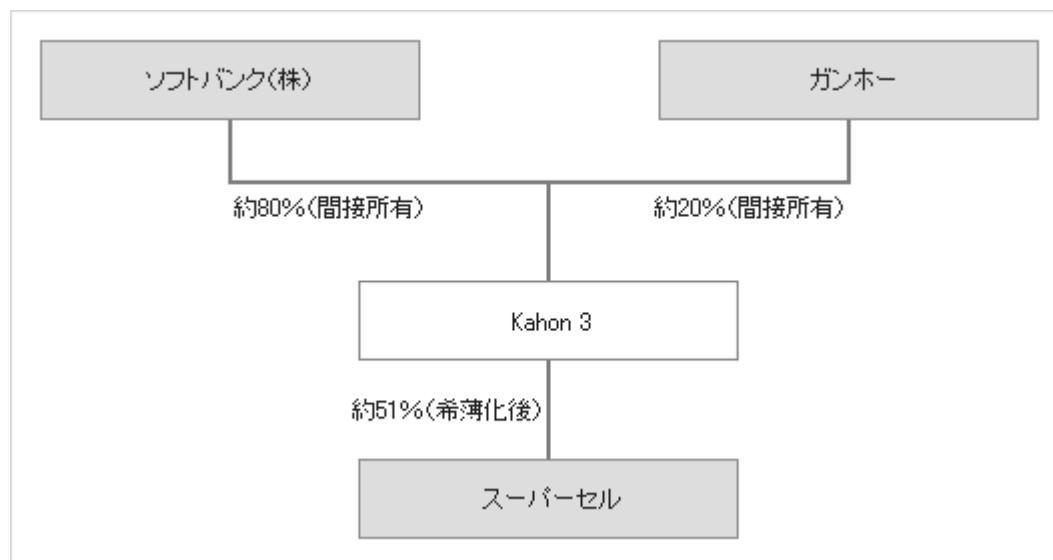 ソフトバンク(株)
ガンホー
約80%(間接所有)
約20%(間接所有)
Kahon 3
約51%(希薄化後)
スーパーセル